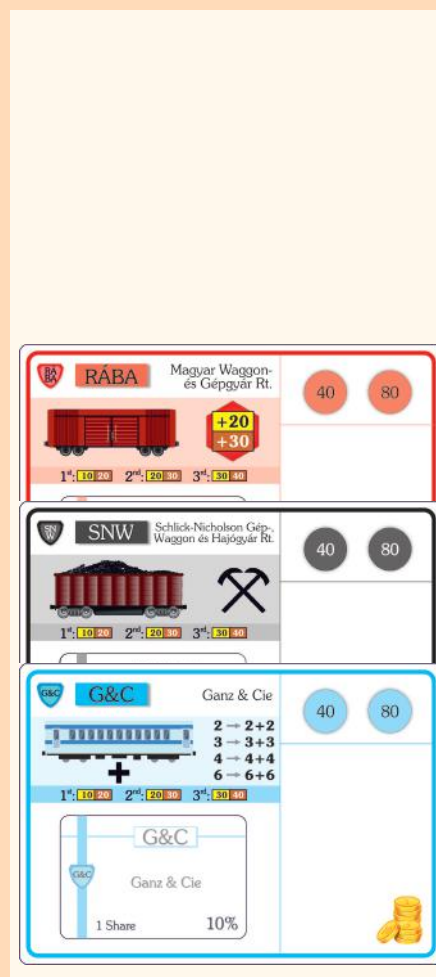 RÁBA RÁBA Magyar Waggon-
és Gépgyár Rt.
40 80
+20
+30
1st: 10 20 2nd: 20 30 3rd: 30 40
SNW SNW Schlick-Nicholson Gép-,
Waggon és Hajógyár Rt.
40 80
1st: 10 20 2nd: 20 30 3rd: 30 40
G&C G&C Ganz & Cie
40 80
2 → 2+2
3 → 3+3
4 → 4+4
6 → 6+6
1st: 10 20 2nd: 20 30 3rd: 30 40
G&C
G&C
Ganz & Cie
1 Share 10%